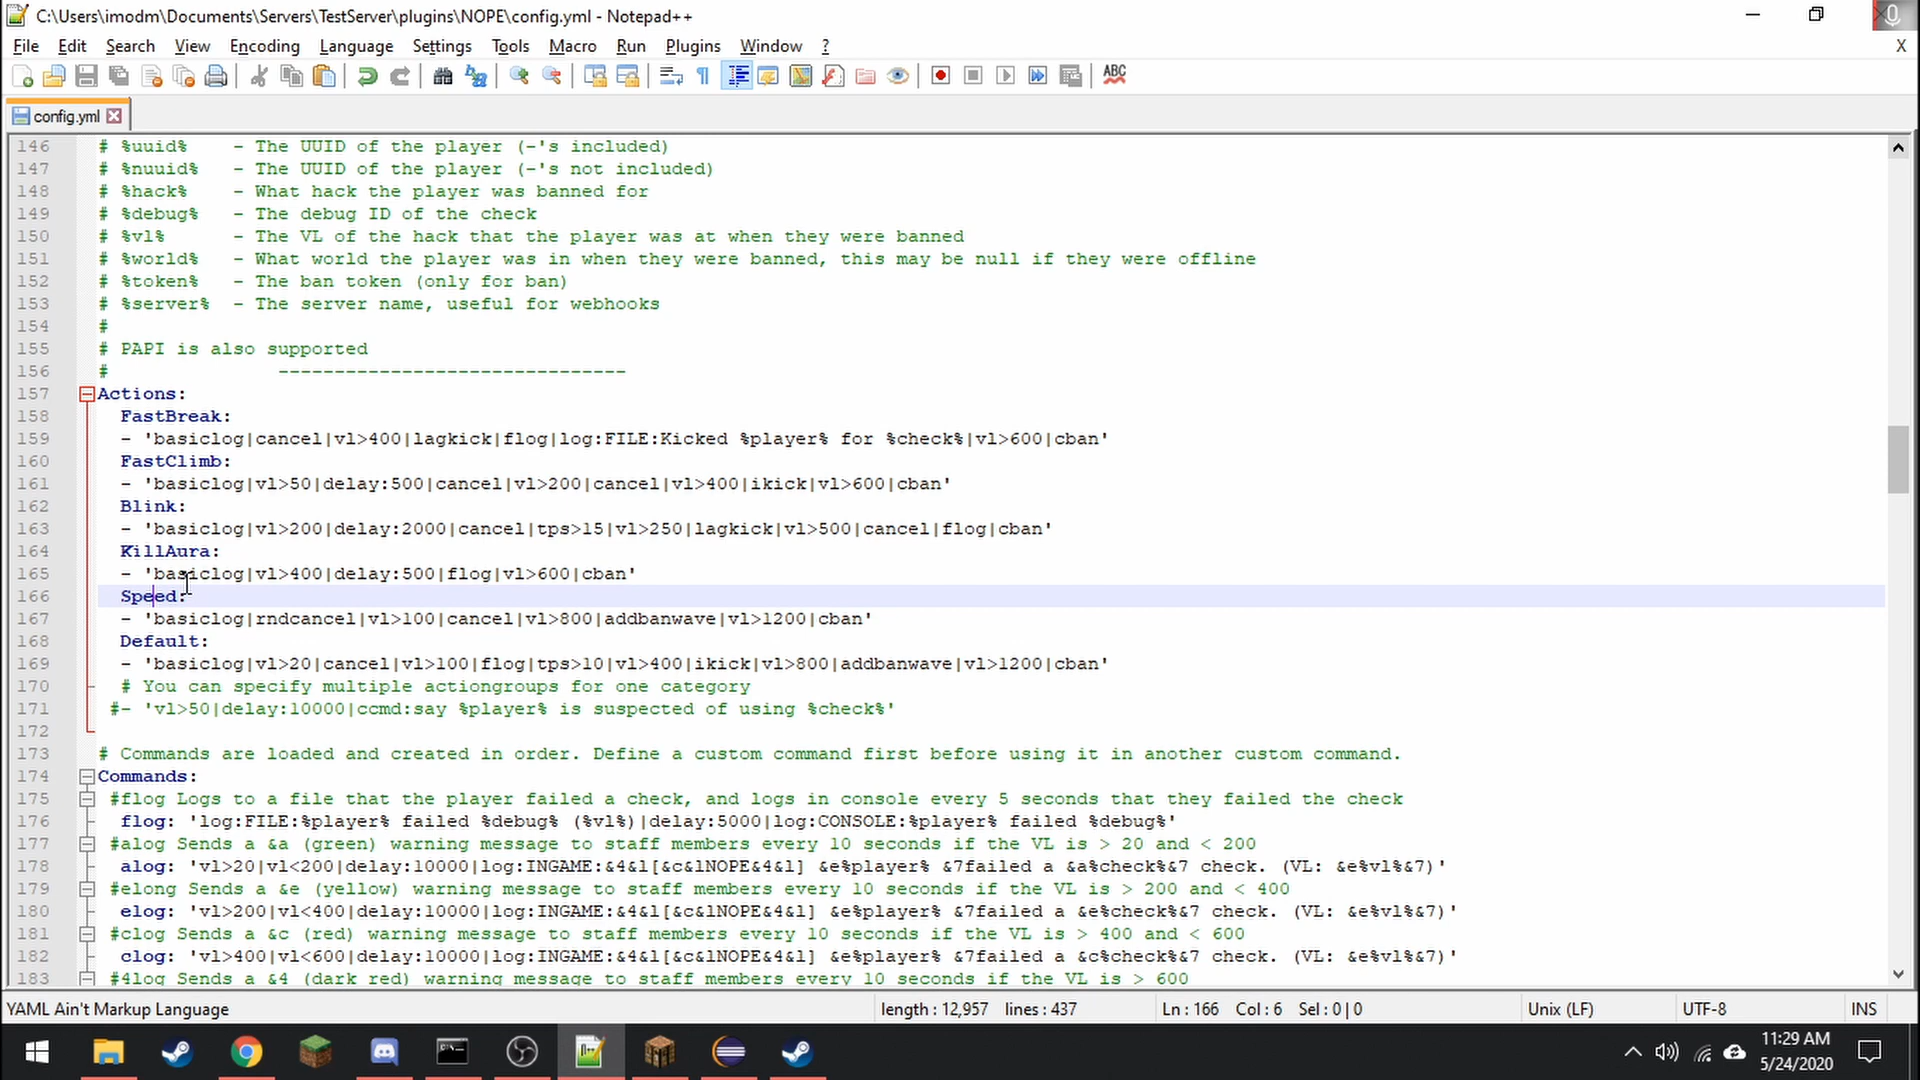 C:\Users\imodm\Documents\Servers\TestServer\plugins\NOPE\config.yml - Notepad++
File Edit Search View Encoding Language Settings Tools Macro Run Plugins Window ? X
ABC
config.yml
146 # %uuid% - The UUID of the player (-'s included)
147 # %nuuid% - The UUID of the player (-'s not included)
148 # %hack% - What hack the player was banned for
149 # %debug% - The debug ID of the check
150 # %vl% - The VL of the hack that the player was at when they were banned
151 # %world% - What world the player was in when they were banned, this may be null if they were offline
152 # %token% - The ban token (only for ban)
153 # %server% - The server name, useful for webhooks
154 #
155 # PAPI is also supported
156 # -------------------------------
157 Actions:
158 FastBreak:
159 - 'basiclog|cancel|vl>400|lagkick|flog|log:FILE:Kicked %player% for %check%|vl>600|cban'
160 FastClimb:
161 - 'basiclog|vl>50|delay:500|cancel|vl>200|cancel|vl>400|ikick|vl>600|cban'
162 Blink:
163 - 'basiclog|vl>200|delay:2000|cancel|tps>15|vl>250|lagkick|vl>500|cancel|flog|cban'
164 KillAura:
165 - 'basiclog|vl>400|delay:500|flog|vl>600|cban'
166 Speed:
167 - 'basiclog|rndcancel|vl>100|cancel|vl>800|addbanwave|vl>1200|cban'
168 Default:
169 - 'basiclog|vl>20|cancel|vl>100|flog|tps>10|vl>400|ikick|vl>800|addbanwave|vl>1200|cban'
170 # You can specify multiple actiongroups for one category
171 #- 'vl>50|delay:10000|ccmd:say %player% is suspected of using %check%'
172
173 # Commands are loaded and created in order. Define a custom command first before using it in another custom command.
174 Commands:
175 #flog Logs to a file that the player failed a check, and logs in console every 5 seconds that they failed the check
176 flog: 'log:FILE:%player% failed %debug% (%vl%)|delay:5000|log:CONSOLE:%player% failed %debug%'
177 #alog Sends a &a (green) warning message to staff members every 10 seconds if the VL is > 20 and < 200
178 alog: 'vl>20|vl<200|delay:10000|log:INGAME:&4&l[&c&lNOPE&4&l] &e%player% &7failed a &a%check%&7 check. (VL: &e%vl%&7)'
179 #elong Sends a &e (yellow) warning message to staff members every 10 seconds if the VL is > 200 and < 400
180 elog: 'vl>200|vl<400|delay:10000|log:INGAME:&4&l[&c&lNOPE&4&l] &e%player% &7failed a &e%check%&7 check. (VL: &e%vl%&7)'
181 #clog Sends a &c (red) warning message to staff members every 10 seconds if the VL is > 400 and < 600
182 clog: 'vl>400|vl<600|delay:10000|log:INGAME:&4&l[&c&lNOPE&4&l] &e%player% &7failed a &c%check%&7 check. (VL: &e%vl%&7)'
183 #4log Sends a &4 (dark red) warning message to staff members every 10 seconds if the VL is > 600
YAML Ain't Markup Language length : 12,957 lines : 437 Ln : 166 Col : 6 Sel : 0 | 0 Unix (LF) UTF-8 INS
11:29 AM
5/24/2020